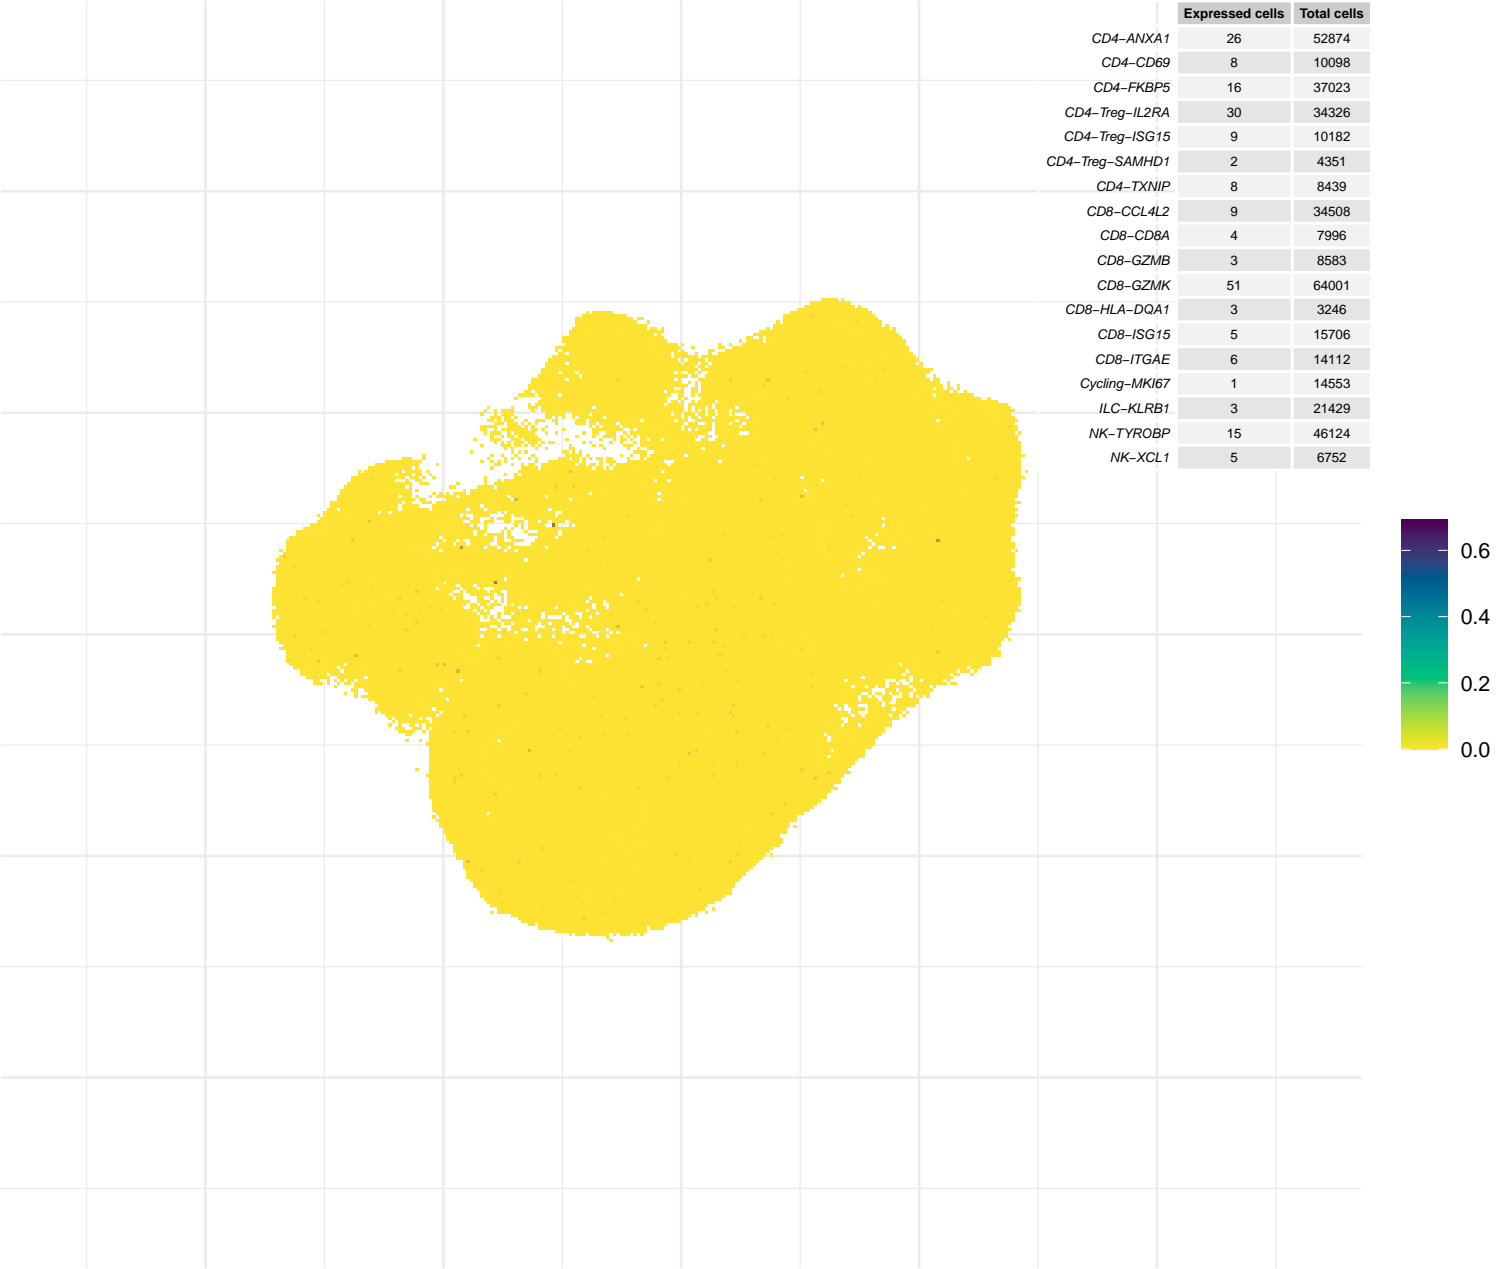 Expressed cells Total cells
CD4−ANXA1 26 52874
CD4−CD69 8 10098
CD4−FKBP5 16 37023
CD4−Treg−IL2RA 30 34326
CD4−Treg−ISG15 9 10182
CD4−Treg−SAMHD1 2 4351
CD4−TXNIP 8 8439
CD8−CCL4L2 9 34508
CD8−CD8A 4 7996
CD8−GZMB 3 8583
CD8−GZMK 51 64001
CD8−HLA−DQA1 3 3246
CD8−ISG15 5 15706
CD8−ITGAE 6 14112
Cycling−MKI67 1 14553
ILC−KLRB1 3 21429
NK−TYROBP 15 46124
NK−XCL1 5 6752
0.6
0.4
0.2
0.0